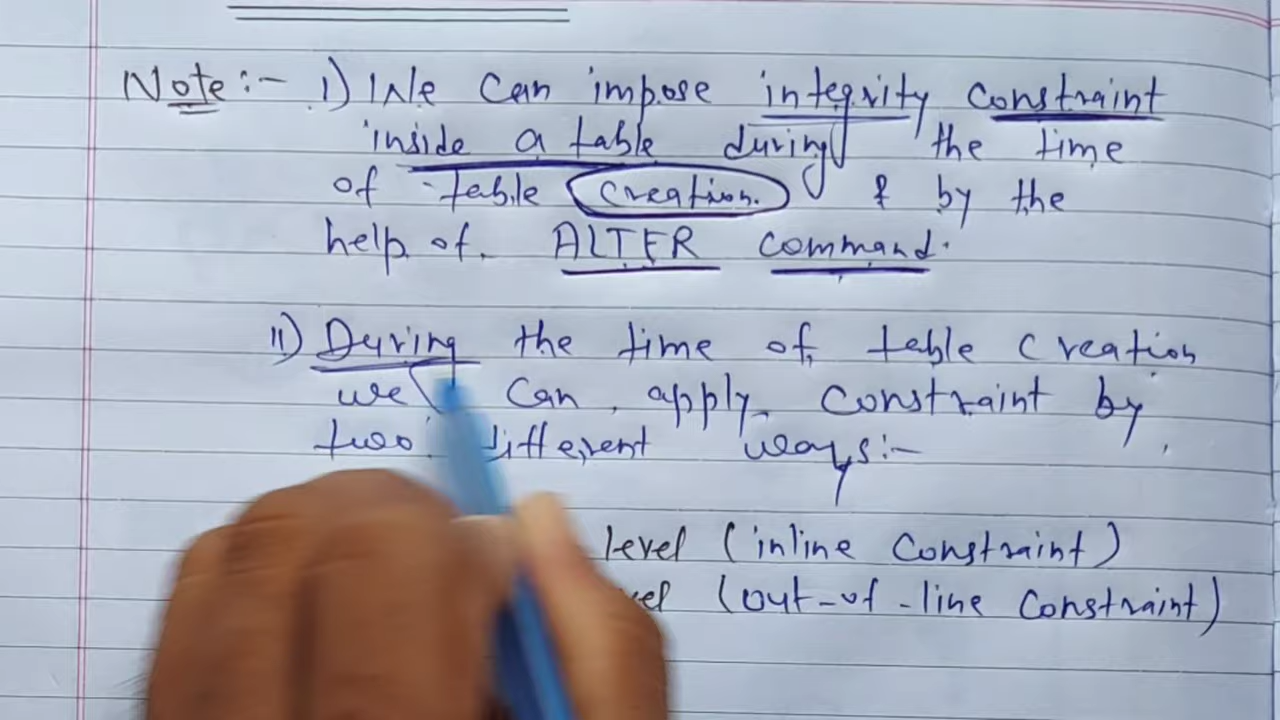 Note :- i) We can impose integrity constraint
inside a table during the time
of table creation. & by the
help of. ALTER command.
ii) During the time of table creation
we can apply constraint by
two different ways:-
level (inline constraint)
(out-of-line constraint)